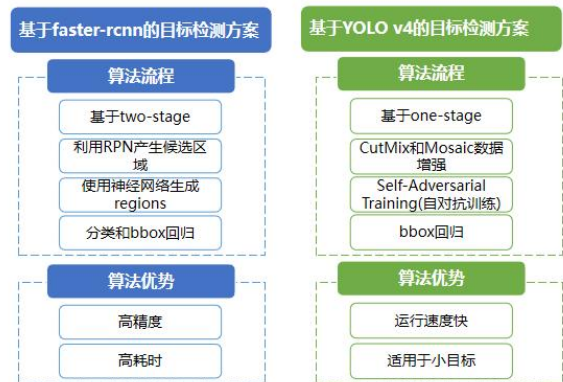 基于faster-rcnn的目标检测方案
算法流程
基于two-stage
利用RPN产生候选区
域
使用神经网络生成
regions
分类和bbox回归
算法优势
高精度
高耗时
基于YOLO v4的目标检测方案
算法流程
基于one-stage
CutMix和Mosaic数据
增强
Self-Adversarial
Training(自对抗训练)
bbox回归
算法优势
运行速度快
适用于小目标